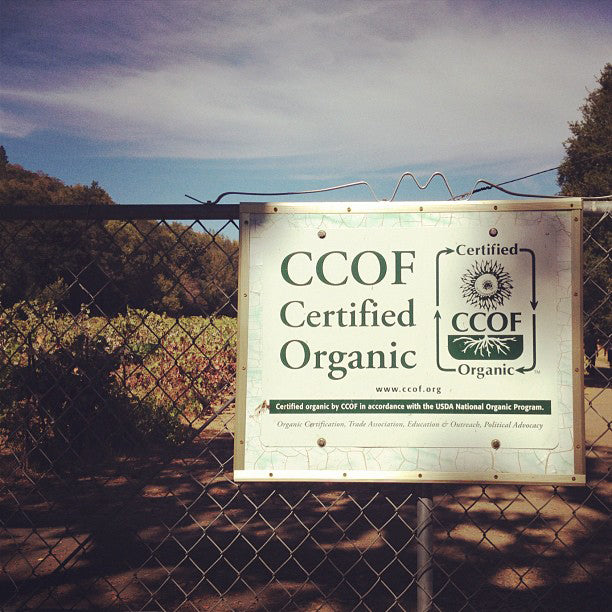 CCOF
Certified
Organic
Certified
CCOF
Organic
TM
www.ccof.org
Certified organic by CCOF in accordance with the USDA National Organic Program.
Organic Certification, Trade Association, Education & Outreach, Political Advocacy